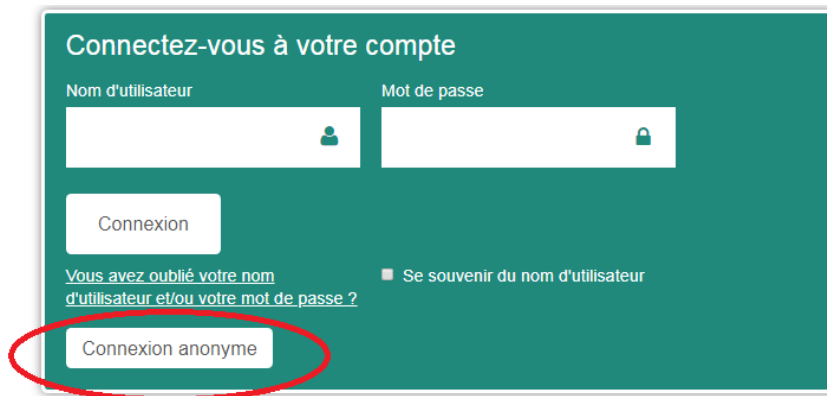 Connectez-vous à votre compte
Nom d'utilisateur
Mot de passe
Connexion
Vous avez oublié votre nom
d'utilisateur et/ou votre mot de passe ?
Se souvenir du nom d'utilisateur
Connexion anonyme